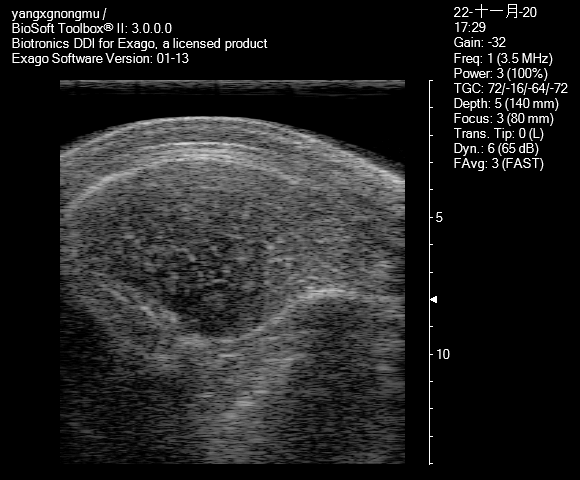 yangxgnongmu /
BioSoft Toolbox® II: 3.0.0.0
Biotronics DDI for Exago, a licensed product
Exago Software Version: 01-13
22-十一月-20
17:29
Gain: -32
Freq: 1 (3.5 MHz)
Power: 3 (100%)
TGC: 72/-16/-64/-72
Depth: 5 (140 mm)
Focus: 3 (80 mm)
Trans. Tip: 0 (L)
Dyn.: 6 (65 dB)
FAvg: 3 (FAST)
5
10